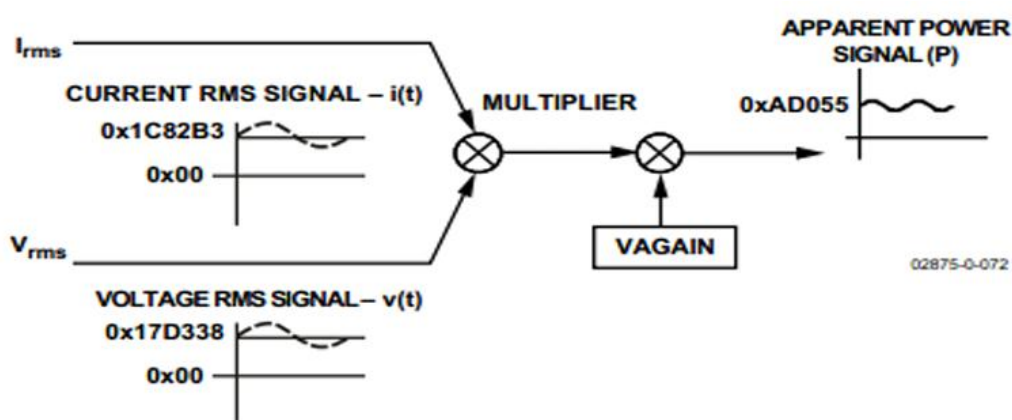 APPARENT POWER
SIGNAL (P)
Irms
CURRENT RMS SIGNAL – i(t)
MULTIPLIER
0xAD055
0x1C82B3
0x00
Vrms
VAGAIN
02875-0-072
VOLTAGE RMS SIGNAL – v(t)
0x17D338
0x00